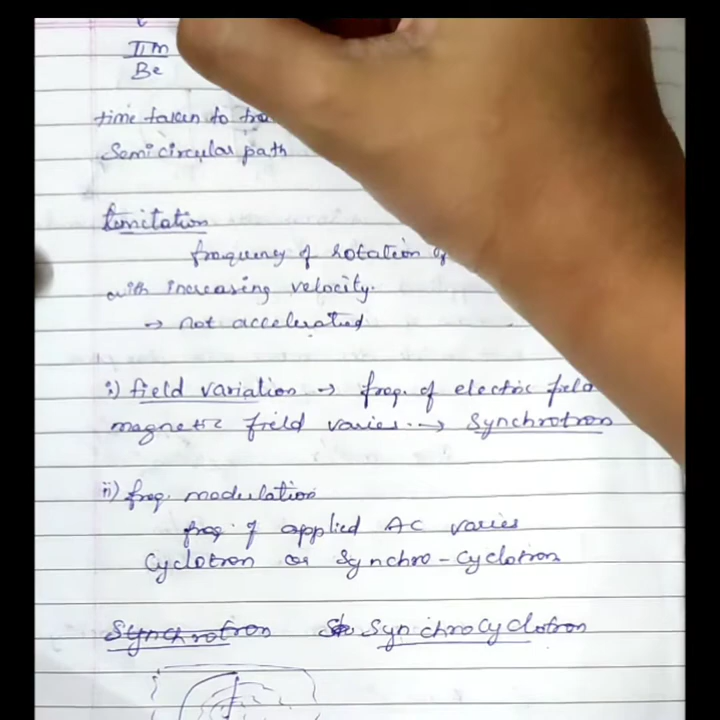 πm
Be
time taken to
Semicircular path
limitation
frequency of rotation of
with increasing velocity.
→ not accelerated
i) field variation → freq. of electric field
magnetic field varies. → Synchrotron
ii) freq. modulation
freq. of applied AC varies
Cyclotron or Synchro-Cyclotron
Synchrotron Synchrocyclotron